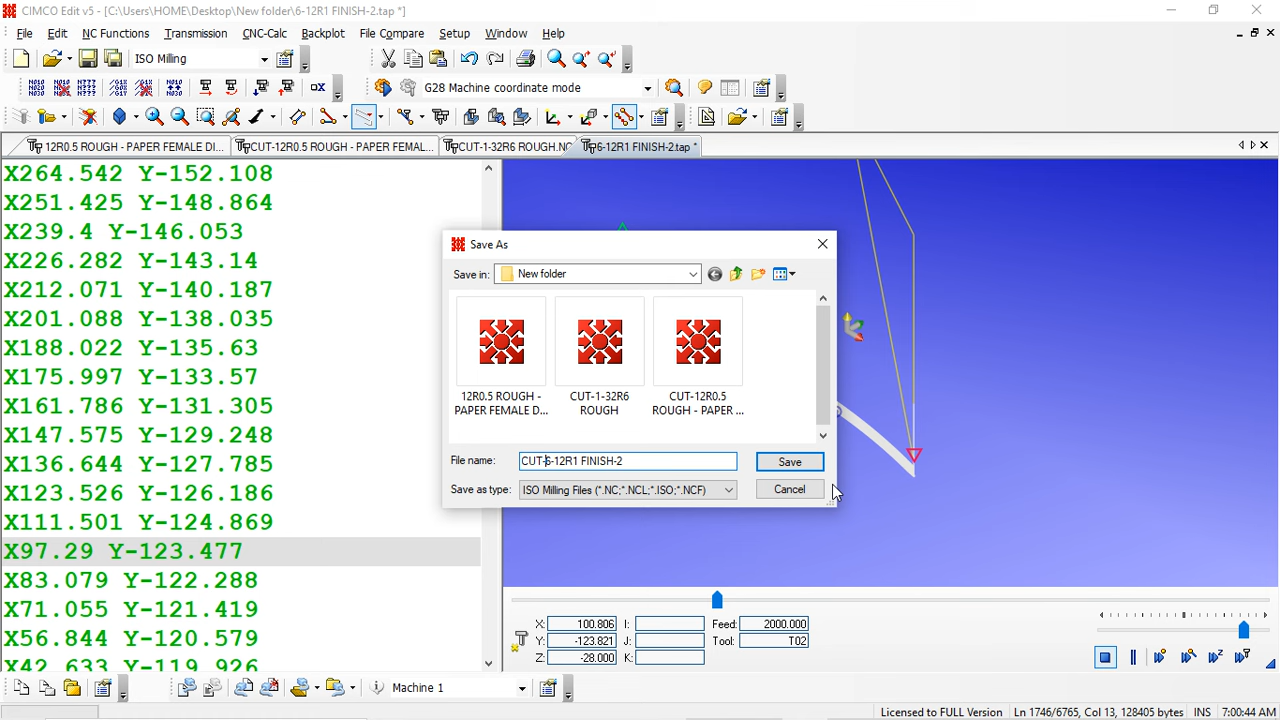 CIMCO Edit v5 - [C:\Users\HOME\Desktop\New folder\6-12R1 FINISH-2.tap *]
File Edit NC Functions Transmission CNC-Calc Backplot File Compare Setup Window Help
ISO Milling
G28 Machine coordinate mode
12R0.5 ROUGH - PAPER FEMALE DI... CUT-12R0.5 ROUGH - PAPER FEMAL... CUT-1-32R6 ROUGH.NC 6-12R1 FINISH-2.tap *
X264.542 Y-152.108
X251.425 Y-148.864
X239.4 Y-146.053
X226.282 Y-143.14
X212.071 Y-140.187
X201.088 Y-138.035
X188.022 Y-135.63
X175.997 Y-133.57
X161.786 Y-131.305
X147.575 Y-129.248
X136.644 Y-127.785
X123.526 Y-126.186
X111.501 Y-124.869
X97.29 Y-123.477
X83.079 Y-122.288
X71.055 Y-121.419
X56.844 Y-120.579
X42.633 Y-119.926
Save As
Save in: New folder
12R0.5 ROUGH - PAPER FEMALE D...
CUT-1-32R6 ROUGH
CUT-12R0.5 ROUGH - PAPER ...
File name: CUT-6-12R1 FINISH-2 Save
Save as type: ISO Milling Files (*.NC;*.NCL;*.ISO;*.NCF) Cancel
X: 100.806 I: Feed: 2000.000
Y: -123.821 J: Tool: T02
Z: -28.000 K:
Machine 1
Licensed to FULL Version Ln 1746/6765, Col 13, 128405 bytes INS 7:00:44 AM